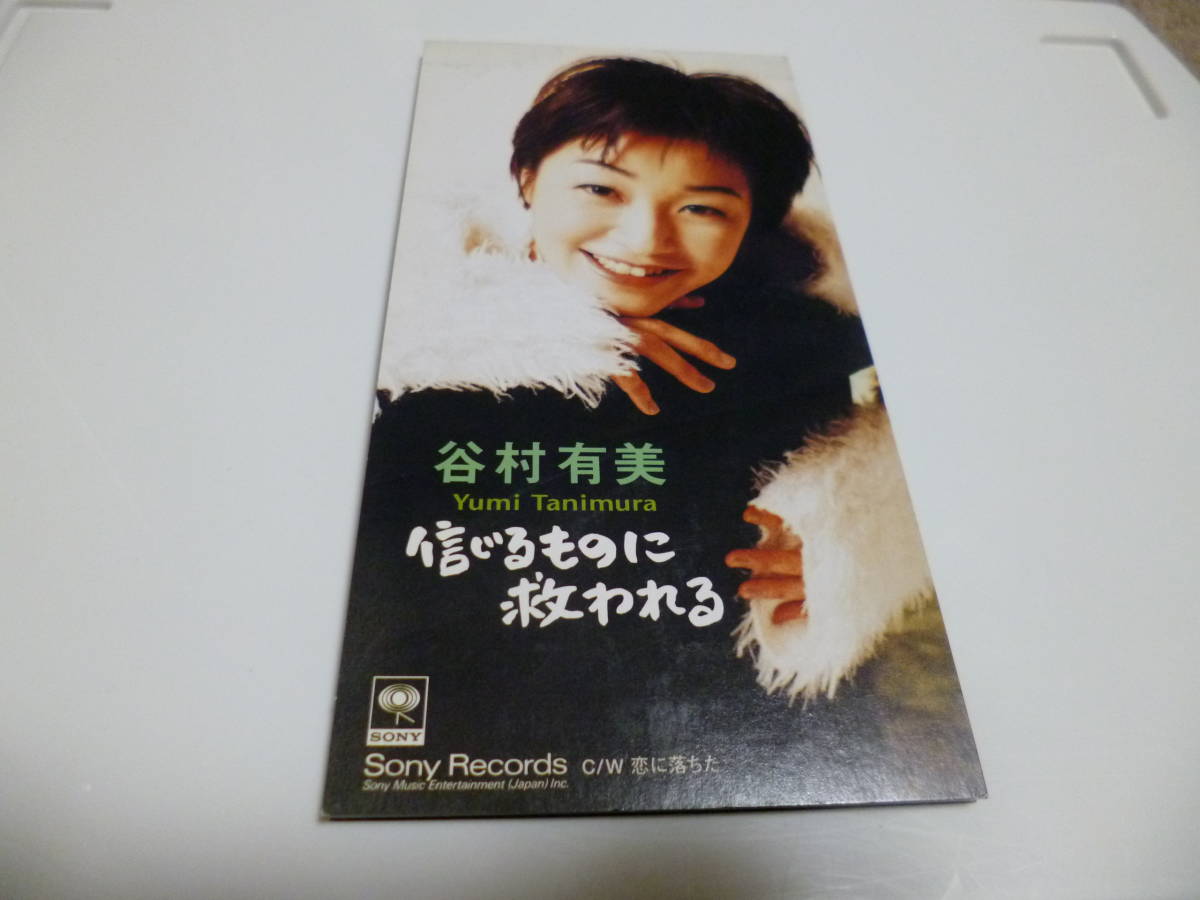 谷村有美
Yumi Tanimura
信じるものに
救われる
SONY
Sony Records C/W 恋に落ちた
Sony Music Entertainment (Japan) Inc.